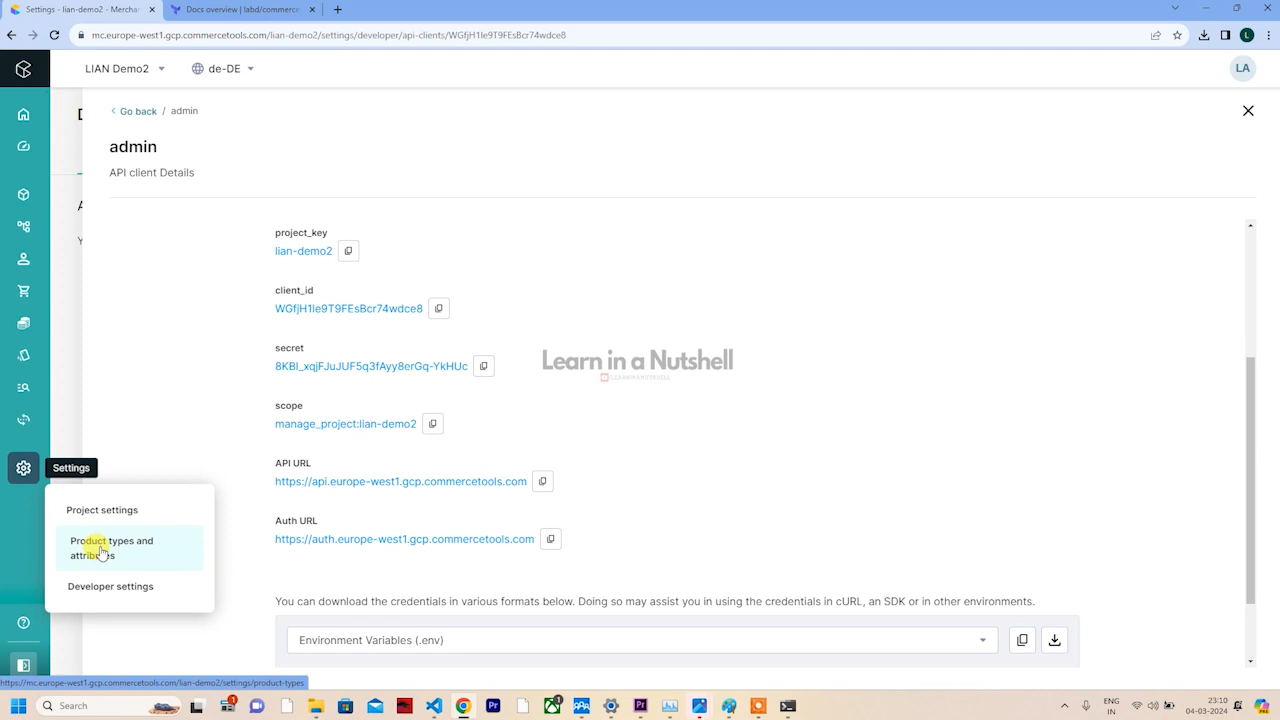 Settings - lian-demo2 - Merchan
Docs overview | labd/commerce
mc.europe-west1.gcp.commercetools.com/lian-demo2/settings/developer/api-clients/WGfjH1Ie9T9FEsBcr74wdce8
LIAN Demo2
de-DE
LA
Go back / admin
admin
API client Details
project_key
lian-demo2
client_id
WGfjH1Ie9T9FEsBcr74wdce8
secret
8KBl_xqjFJuJUF5q3fAyy8erGq-YkHUc
Learn in a Nutshell
scope
manage_project:lian-demo2
API URL
https://api.europe-west1.gcp.commercetools.com
Settings
Project settings
Product types and
attributes
Developer settings
Auth URL
https://auth.europe-west1.gcp.commercetools.com
You can download the credentials in various formats below. Doing so may assist you in using the credentials in cURL, an SDK or in other environments.
Environment Variables (.env)
https://mc.europe-west1.gcp.commercetools.com/lian-demo2/settings/product-types
Search
ENG
IN
23:10
04-03-2024